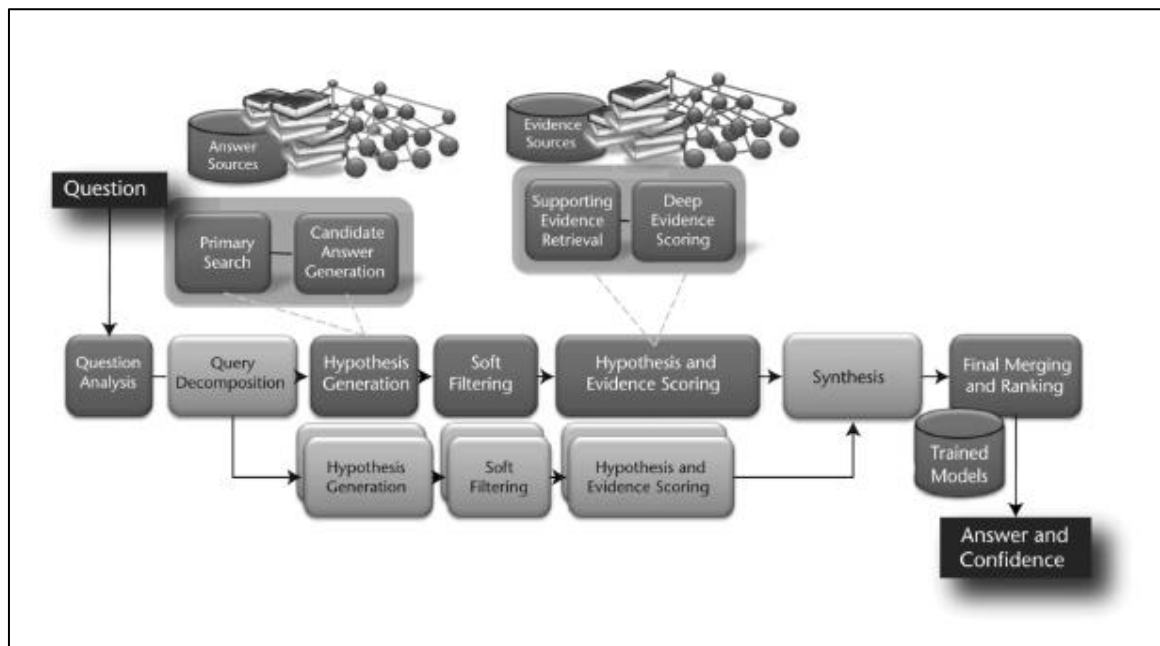 Answer
Sources
Evidence
Sources
Question
Primary
Search
Candidate
Answer
Generation
Supporting
Evidence
Retrieval
Deep
Evidence
Scoring
Question
Analysis
Query
Decomposition
Hypothesis
Generation
Soft
Filtering
Hypothesis and
Evidence Scoring
Synthesis
Final Merging
and Ranking
Hypothesis
Generation
Soft
Filtering
Hypothesis and
Evidence Scoring
Trained
Models
Answer and
Confidence